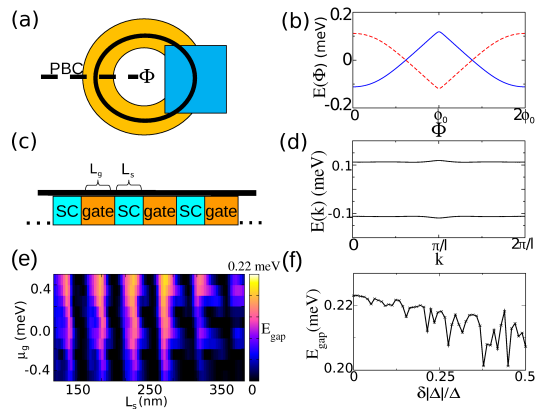 (a)
PBC
Φ
(b)
E(Φ) (meV)
0.2
0
-0.2
0
ϕ₀
2ϕ₀
Φ
(c)
L_g
L_s
SC gate SC gate SC gate
(d)
E(k) (meV)
0.1
-0.1
0
π/l
2π/l
k
(e)
0.22 meV
μ_g (meV)
0.4
0.0
-0.4
150
250
350
L_s(nm)
E_gap
0
(f)
E_gap (meV)
0.22
0.20
0
0.25
0.5
δ|Δ|/Δ